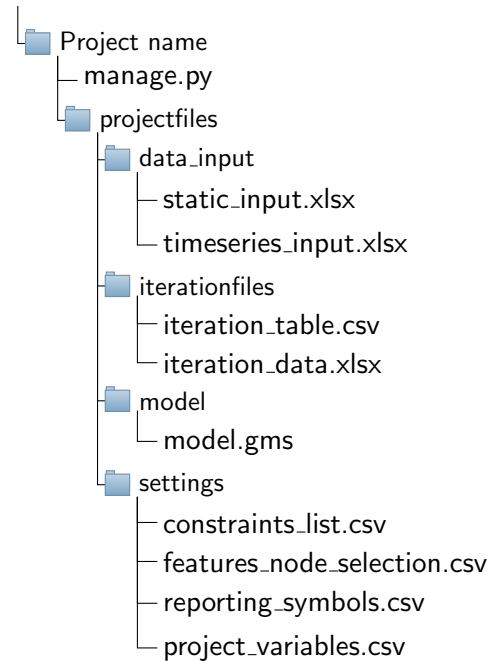 Project name
manage.py
projectfiles
data_input
static_input.xlsx
timeseries_input.xlsx
iterationfiles
iteration_table.csv
iteration_data.xlsx
model
model.gms
settings
constraints_list.csv
features_node_selection.csv
reporting_symbols.csv
project_variables.csv